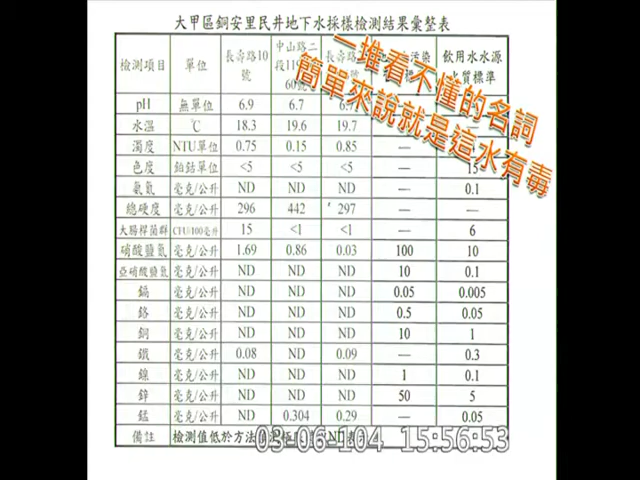 大甲區銅安里民井地下水採樣檢測結果彙整表
一堆看不懂的名詞
簡單來說就是這水有毒
檢測項目 單位 長壽路10號 中山路二段 60號 長壽路 污染 飲用水水源水質標準
pH 無單位 6.9 6.7
水溫 ℃ 18.3 19.6 19.7
濁度 NTU單位 0.75 0.15 0.85
色度 鉑鈷單位 <5 <5 <5 — 15
氨氮 毫克/公升 ND ND ND — 0.1
總硬度 毫克/公升 296 442 297 — —
大腸桿菌群 CFU/100毫升 15 <1 <1 6
硝酸鹽氮 毫克/公升 1.69 0.86 0.03 100 10
亞硝酸鹽氮 毫克/公升 ND ND ND 10 0.1
鎘 毫克/公升 ND ND ND 0.05 0.005
鉻 毫克/公升 ND ND ND 0.5 0.05
銅 毫克/公升 ND ND ND 10 1
鐵 毫克/公升 0.08 ND 0.09 — 0.3
鎳 毫克/公升 ND ND ND 1 0.1
鋅 毫克/公升 ND ND ND 50 5
錳 毫克/公升 ND 0.304 0.29 — 0.05
備註 檢測值低於方法偵測極限以ND表示
03-06-104 15:56:53